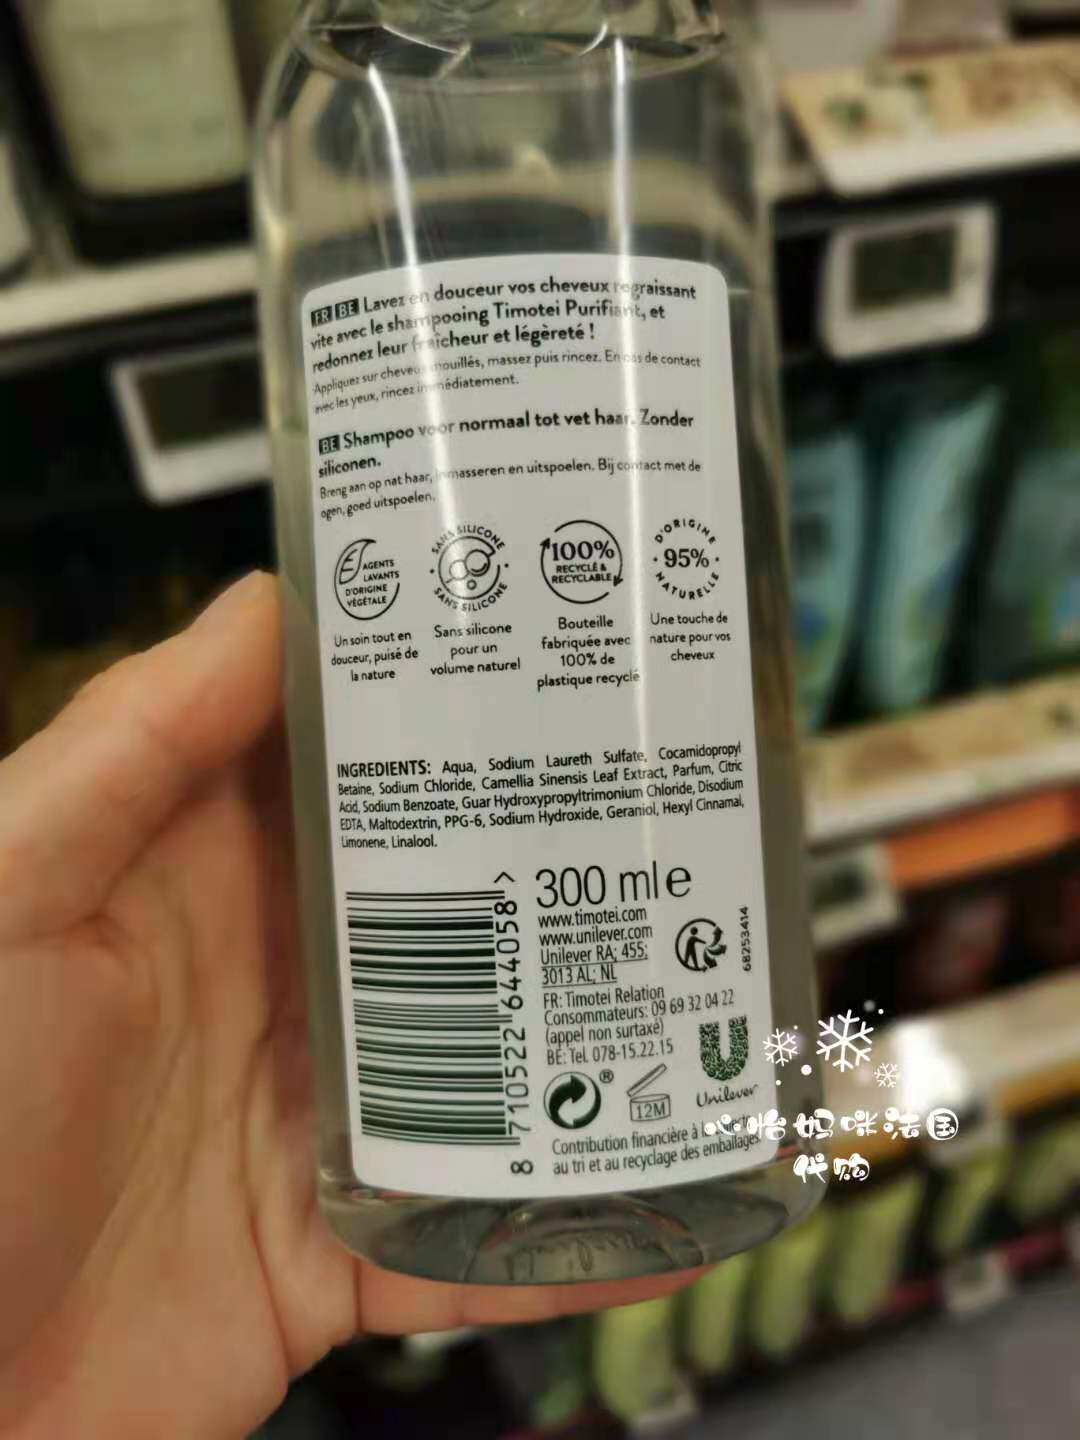 FR BE Lavez en douceur vos cheveux regraissant
vite avec le shampooing Timotei Purifiant, et
redonnez leur fraîcheur et légèreté !
Appliquez sur cheveux mouillés, massez puis rincez. En cas de contact
avec les yeux, rincez immédiatement.
BE Shampoo voor normaal tot vet haar. Zonder
siliconen.
Breng aan op nat haar, inmasseren en uitspoelen. Bij contact met de
ogen, goed uitspoelen.
AGENTS
LAVANTS
D'ORIGINE
VÉGÉTALE
Un soin tout en
douceur, puisé de
la nature
SANS SILICONE
SANS SILICONE
Sans silicone
pour un
volume naturel
100%
RECYCLÉ &
RECYCLABLE
Bouteille
fabriquée avec
100% de
plastique recyclé
D'ORIGINE
95%
NATURELLE
Une touche de
nature pour vos
cheveux
INGREDIENTS: Aqua, Sodium Laureth Sulfate, Cocamidopropyl
Betaine, Sodium Chloride, Camellia Sinensis Leaf Extract, Parfum, Citric
Acid, Sodium Benzoate, Guar Hydroxypropyltrimonium Chloride, Disodium
EDTA, Maltodextrin, PPG-6, Sodium Hydroxide, Geraniol, Hexyl Cinnamal,
Limonene, Linalool.
8 710522 644058 >
300 ml e
www.timotei.com
www.unilever.com
Unilever RA; 455;
3013 AL; NL
68253414
FR: Timotei Relation
Consommateurs: 09 69 32 04 22
(appel non surtaxé)
BE: Tel. 078-15.22.15
®
12M
Unilever
Contribution financière à
au tri et au recyclage des emballages
心怡妈咪法国
代购